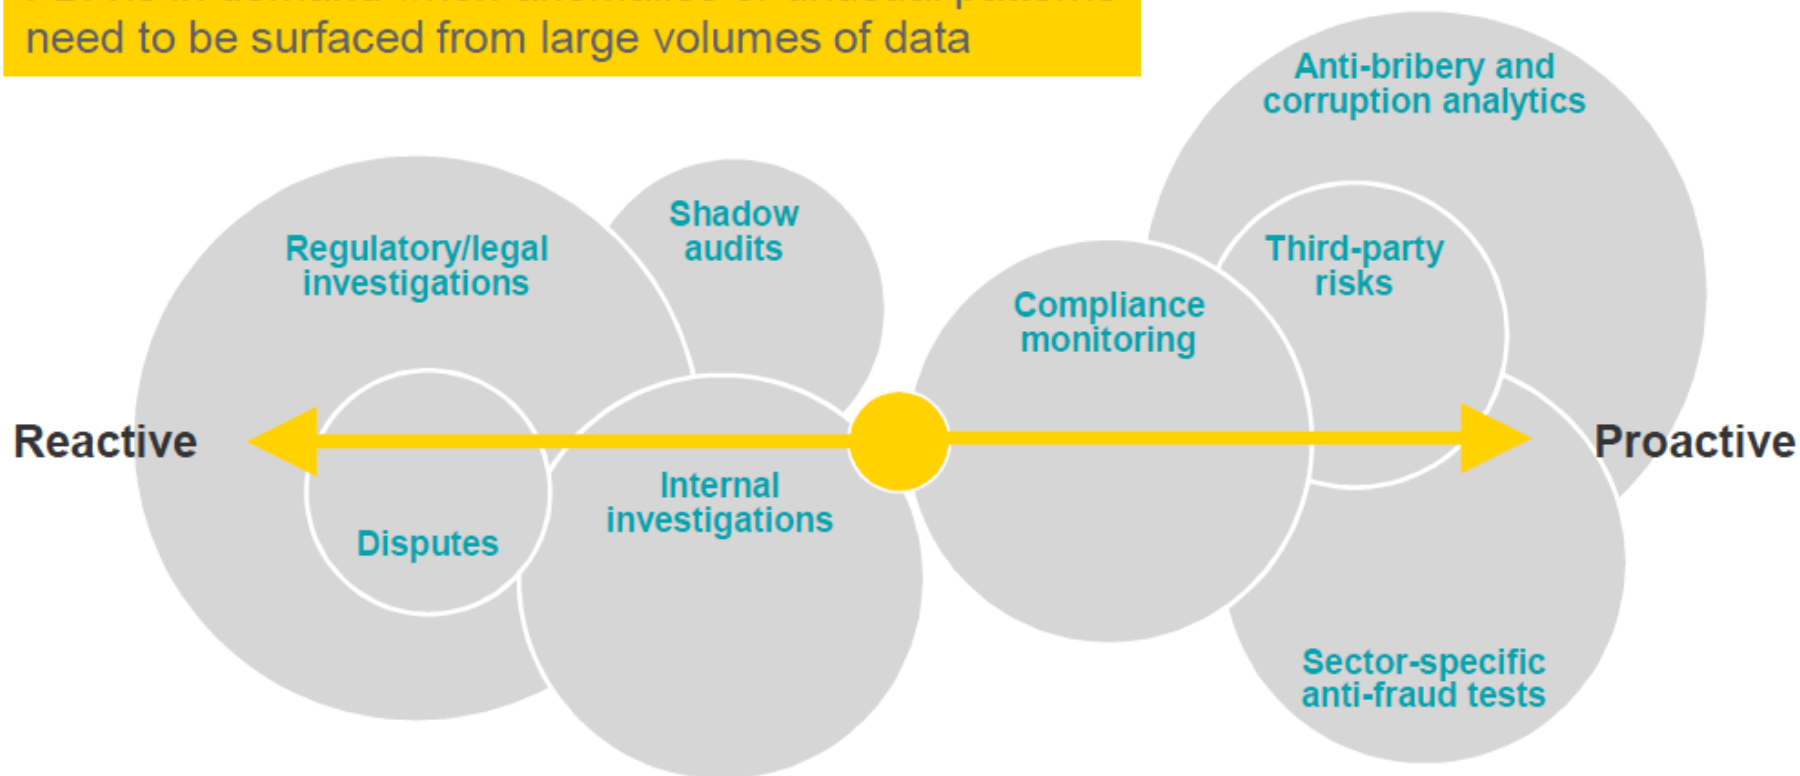 need to be surfaced from large volumes of data
Anti-bribery and
corruption analytics
Shadow
audits
Regulatory/legal
investigations
Third-party
risks
Compliance
monitoring
Reactive
Proactive
Internal
investigations
Disputes
Sector-specific
anti-fraud tests